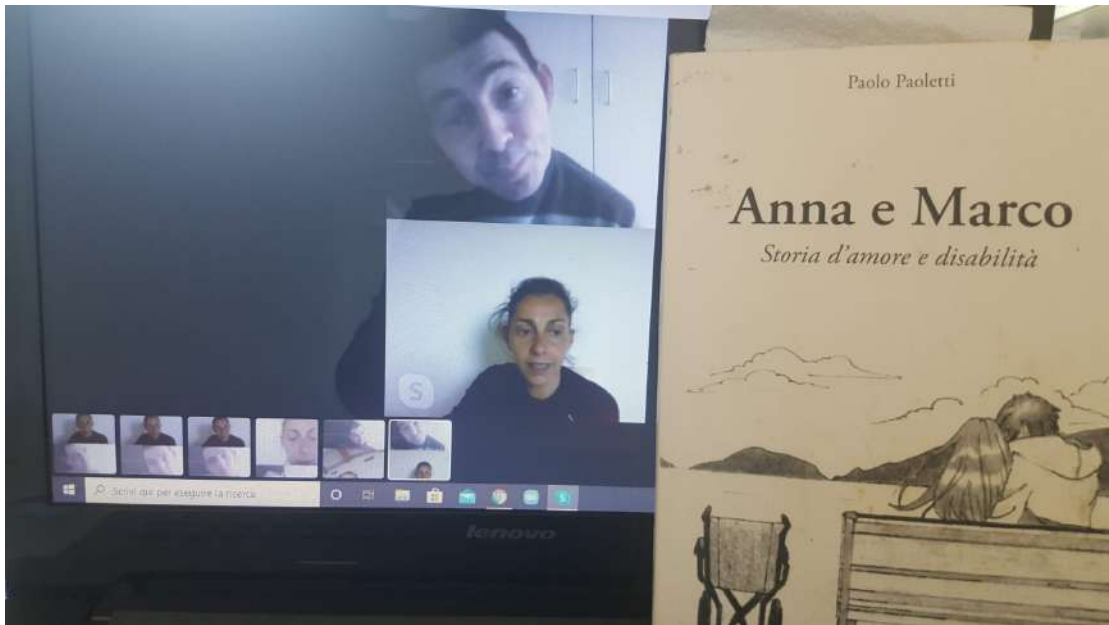 Paolo Paoletti
Anna e Marco
Storia d'amore e disabilità
S
Scrivi qui per eseguire la ricerca
S
lenovo